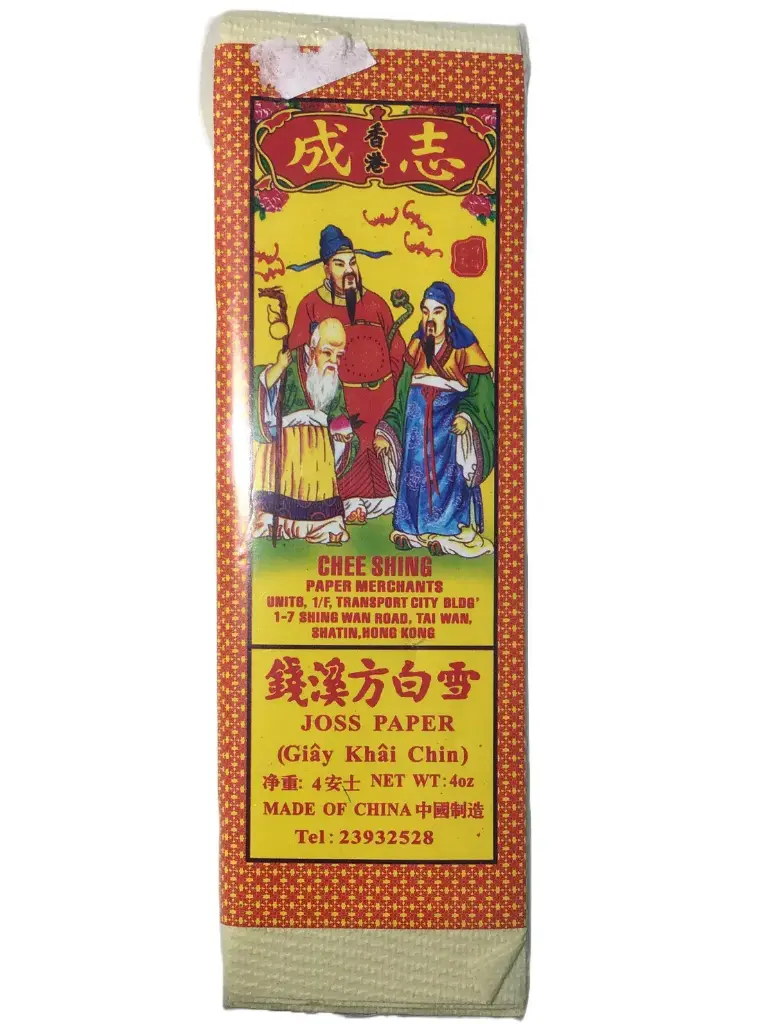 志香港成
CHEE SHING
PAPER MERCHANTS
UNITB, 1/F, TRANSPORT CITY BLDG'
1-7 SHING WAN ROAD, TAI WAN,
SHATIN,HONG KONG
雪白方溪錢
JOSS PAPER
(Giây Khâi Chin)
净重: 4安士 NET WT:4oz
MADE OF CHINA 中國制造
Tel:23932528